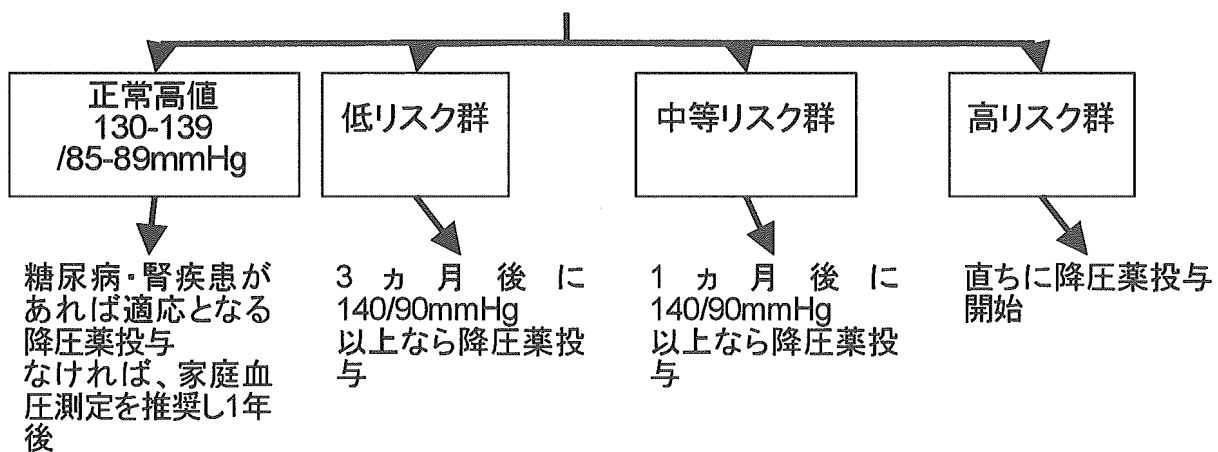 正常高値
130-139
/85-89mmHg
低リスク群
中等リスク群
高リスク群
糖尿病・腎疾患が
あれば適応となる
降圧薬投与
なければ、家庭血
圧測定を推奨し1年
後
3ヵ月後に
140/90mmHg
以上なら降圧薬投
与
1ヵ月後に
140/90mmHg
以上なら降圧薬投
与
直ちに降圧薬投与
開始